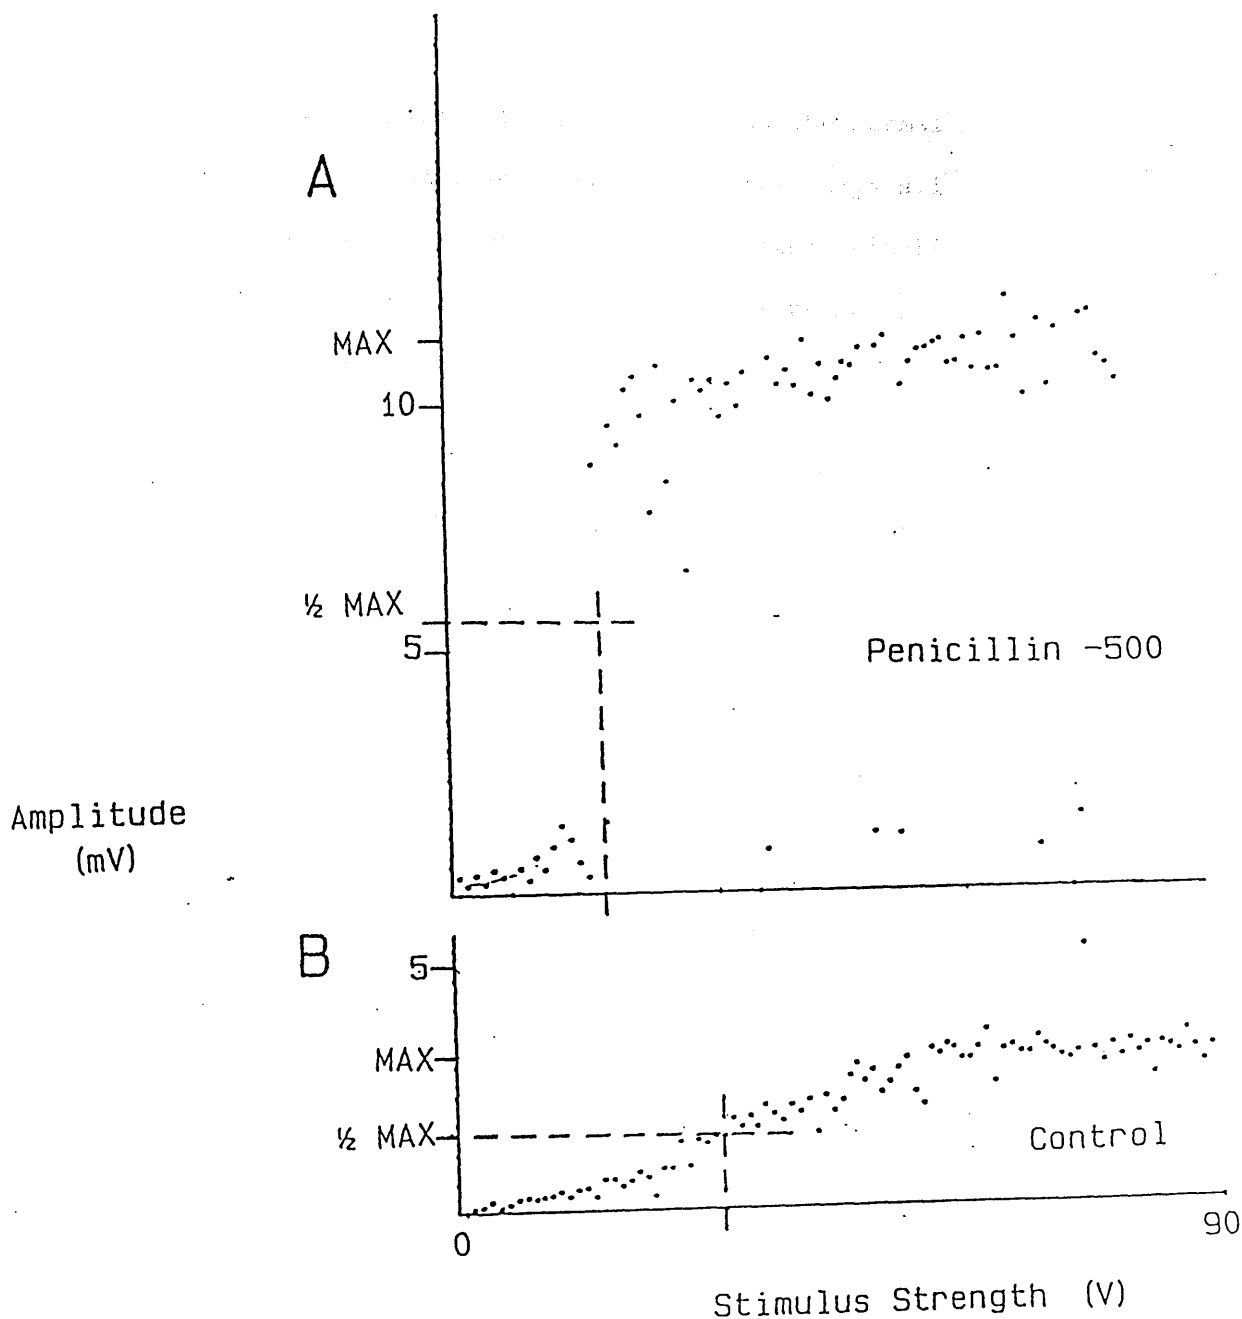 A
MAX
10
½ MAX
5
Penicillin -500
Amplitude
(mV)
B
5
MAX
½ MAX
Control
0
90
Stimulus Strength (V)